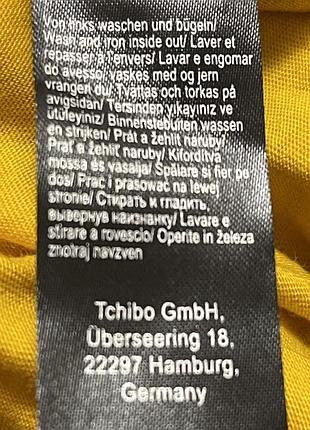 Von links waschen und bügeln/
Wash and iron inside out/ Laver et
repasser à l'envers/ Lavar e engomar
do avesso/ vaskes med og jern
vrangen du/ Tvättas och torkas på
avigsidan/ Tersinden yıkayınız ve
ütüleyiniz/ Binnenstebuiten wassen
en strijken/ Prát a žehlit naruby/
Prať a žehliť naruby/ Kifordítva
mossa és vasalja/ Spălare si fier pe
dos/ Prać i prasować na lewej
stronie/ Стирать и гладить,
вывернув наизнанку/ Lavare e
stirare a rovescio/ Operite in železa
znotraj navzven
Tchibo GmbH,
Überseering 18,
22297 Hamburg,
Germany